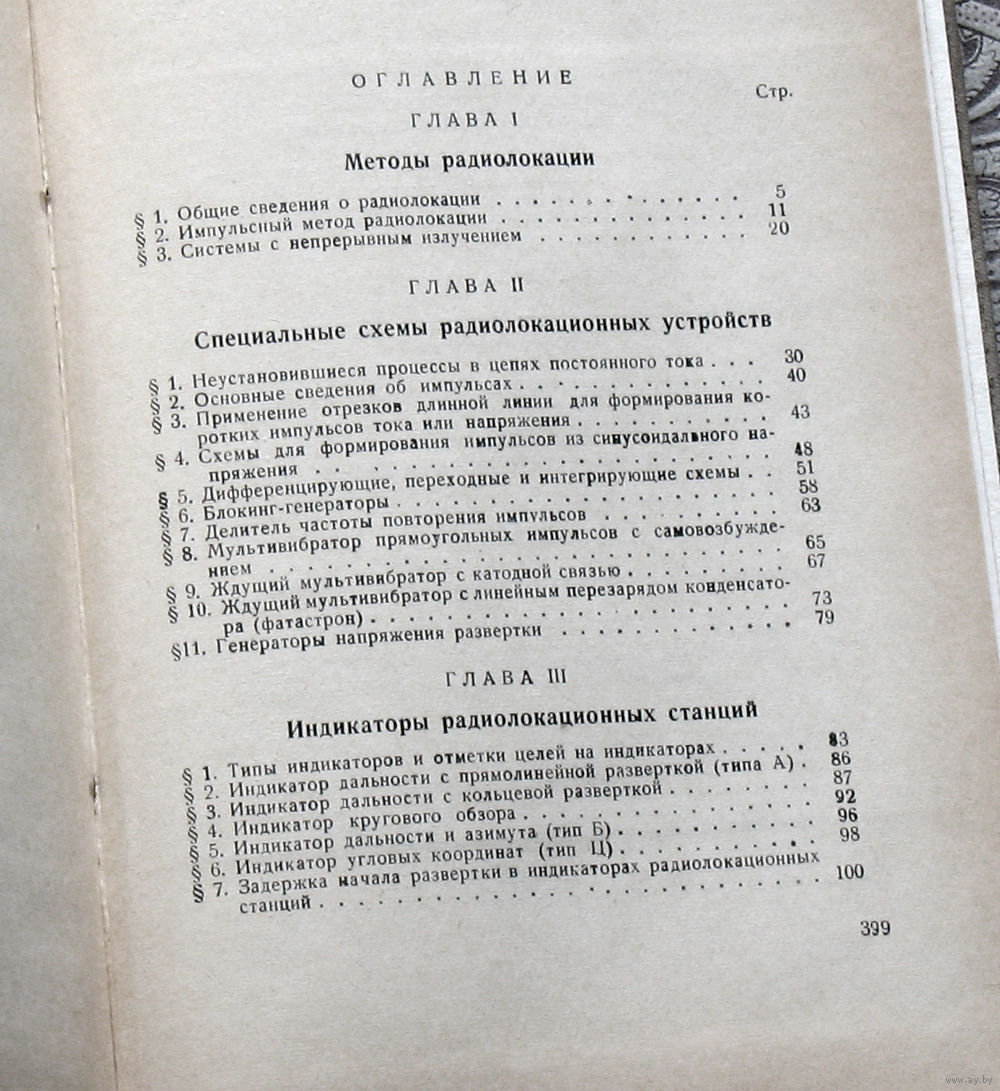 ОГЛАВЛЕНИЕ
Стр.
ГЛАВА I
Методы радиолокации
§ 1. Общие сведения о радиолокации . . . . . . . . . . . . . 5
§ 2. Импульсный метод радиолокации . . . . . . . . . . . . . 11
§ 3. Системы с непрерывным излучением . . . . . . . . . . . 20
ГЛАВА II
Специальные схемы радиолокационных устройств
§ 1. Неустановившиеся процессы в цепях постоянного тока . . . 30
§ 2. Основные сведения об импульсах . . . . . . . . . . . . . 40
§ 3. Применение отрезков длинной линии для формирования ко-
ротких импульсов тока или напряжения . . . . . . . . . . 43
§ 4. Схемы для формирования импульсов из синусоидального на-
пряжения . . . . . . . . . . . . . . . . . . . . . . . 48
§ 5. Дифференцирующие, переходные и интегрирующие схемы . . 51
§ 6. Блокинг-генераторы . . . . . . . . . . . . . . . . . . . 58
§ 7. Делитель частоты повторения импульсов . . . . . . . . . 63
§ 8. Мультивибратор прямоугольных импульсов с самовозбужде-
нием . . . . . . . . . . . . . . . . . . . . . . . . . . 65
§ 9. Ждущий мультивибратор с катодной связью . . . . . . . . . 67
§ 10. Ждущий мультивибратор с линейным перезарядом конденсато-
ра (фатастрон) . . . . . . . . . . . . . . . . . . . . . 73
§11. Генераторы напряжения развертки . . . . . . . . . . . . 79
ГЛАВА III
Индикаторы радиолокационных станций
§ 1. Типы индикаторов и отметки целей на индикаторах . . . . . 83
§ 2. Индикатор дальности с прямолинейной разверткой (типа А) . 86
§ 3. Индикатор дальности с кольцевой разверткой . . . . . . . . 87
§ 4. Индикатор кругового обзора . . . . . . . . . . . . . . . 92
§ 5. Индикатор дальности и азимута (тип Б) . . . . . . . . . . 96
§ 6. Индикатор угловых координат (тип Ц) . . . . . . . . . . . 98
§ 7. Задержка начала развертки в индикаторах радиолокационных
станций . . . . . . . . . . . . . . . . . . . . . . . . 100
399
www.ay.by